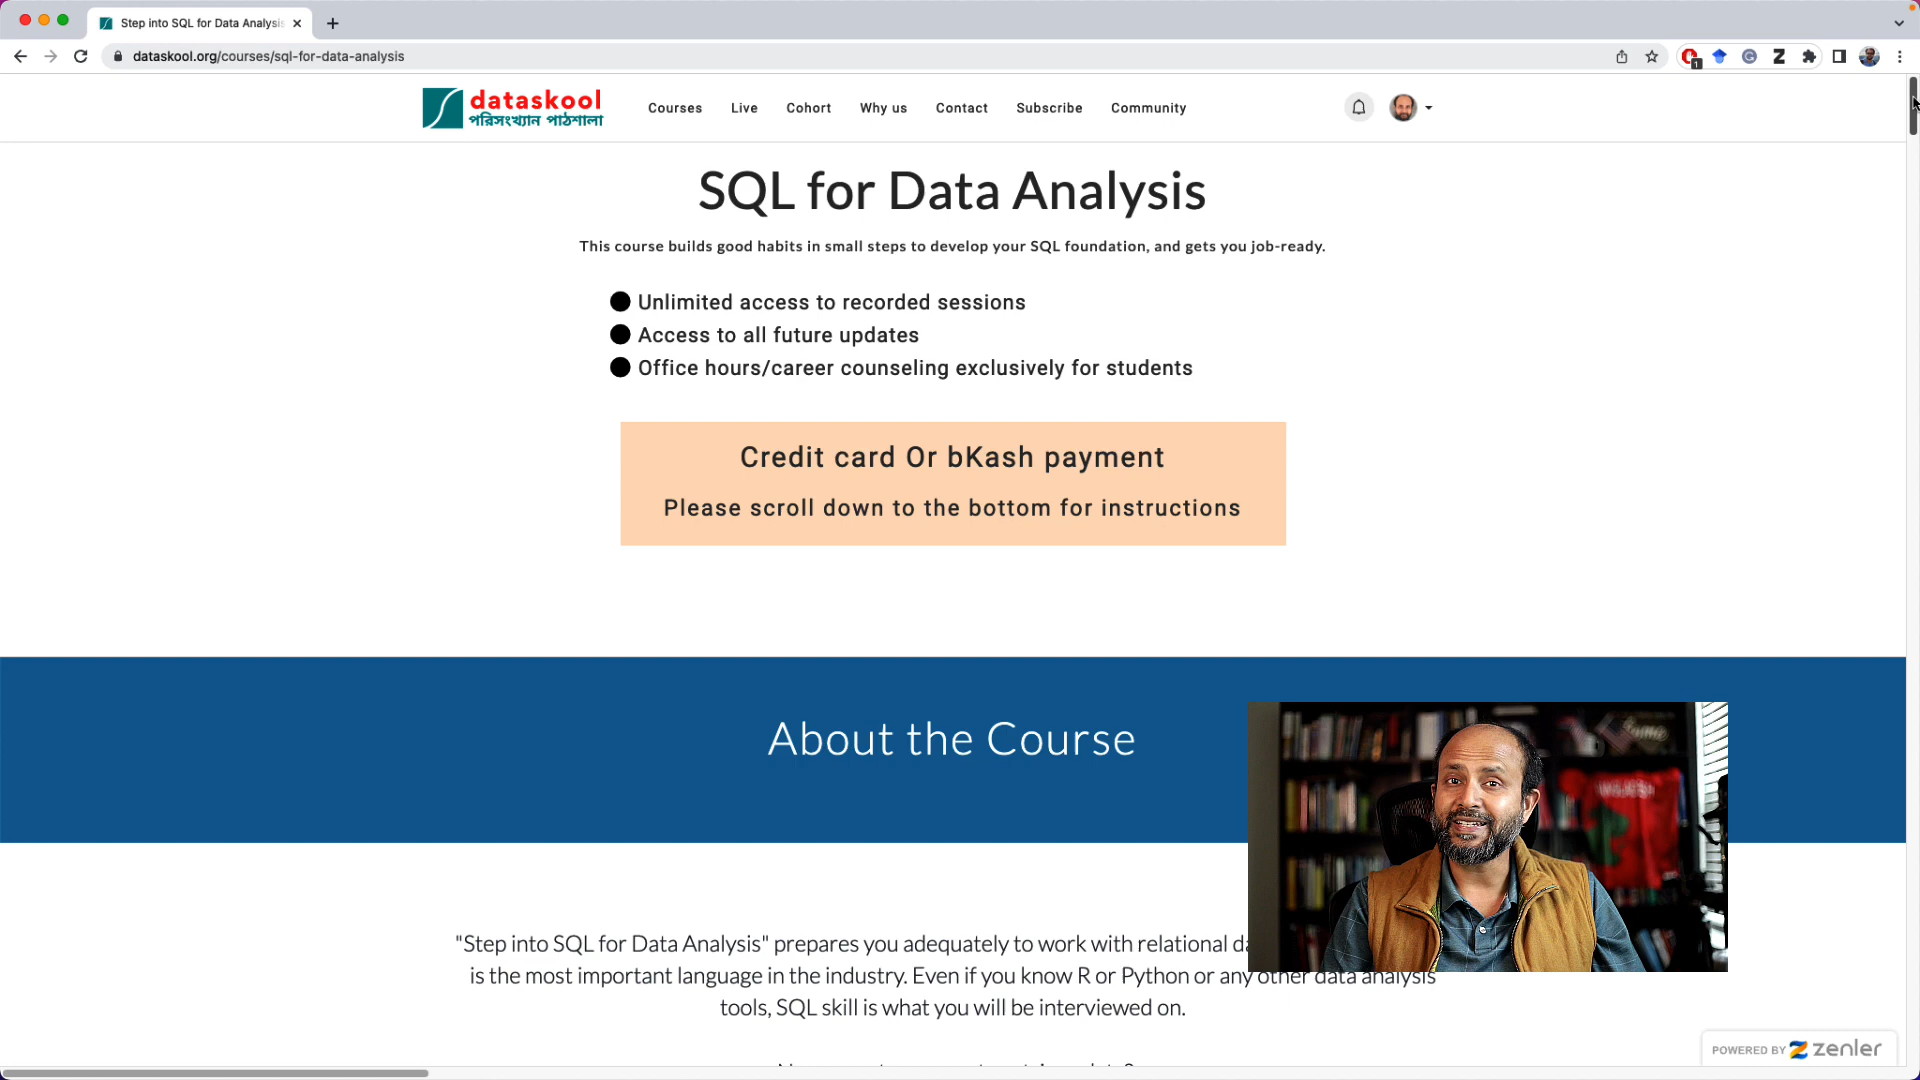 Step into SQL for Data Analysis
dataskool.org/courses/sql-for-data-analysis
1
dataskool
পরিসংখ্যান পাঠশালা
Courses
Live
Cohort
Why us
Contact
Subscribe
Community
SQL for Data Analysis
This course builds good habits in small steps to develop your SQL foundation, and gets you job-ready.
Unlimited access to recorded sessions
Access to all future updates
Office hours/career counseling exclusively for students
Credit card Or bKash payment
Please scroll down to the bottom for instructions
About the Course
"Step into SQL for Data Analysis" prepares you adequately to work with relational
is the most important language in the industry. Even if you know R or Python or any other data analysis
tools, SQL skill is what you will be interviewed on.
POWERED BY zenler